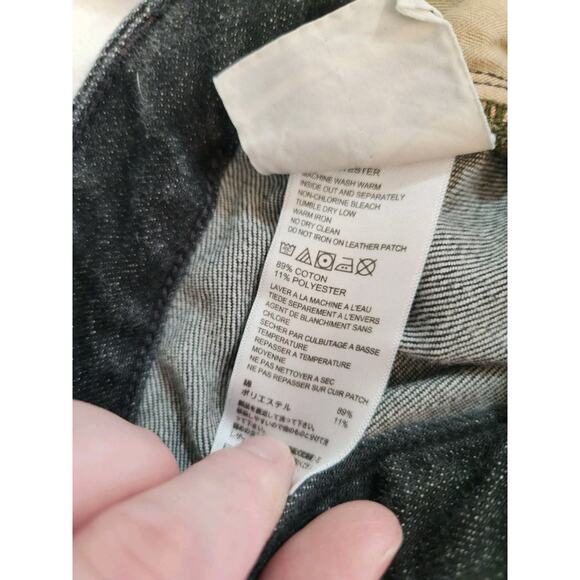 YESTER
MACHINE WASH WARM
INSIDE OUT AND SEPARATELY
NON-CHLORINE BLEACH
TUMBLE DRY LOW
WARM IRON
NO DRY CLEAN
DO NOT IRON ON LEATHER PATCH
89% COTON
11% POLYESTER
LAVER A LA MACHINE A L'EAU
TIEDE SEPAREMENT A L'ENVERS
AGENT DE BLANCHIMENT SANS
CHLORE
SECHER PAR CULBUTAGE A BASSE
TEMPERATURE
REPASSER A TEMPERATURE
MOYENNE
NE PAS NETTOYER A SEC
NE PAS REPASSER SUR CUIR PATCH
綿 89%
ポリエステル 11%